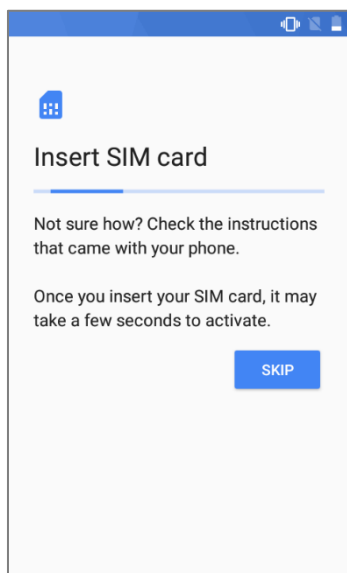 Insert SIM card
Not sure how? Check the instructions
that came with your phone.
Once you insert your SIM card, it may
take a few seconds to activate.
SKIP